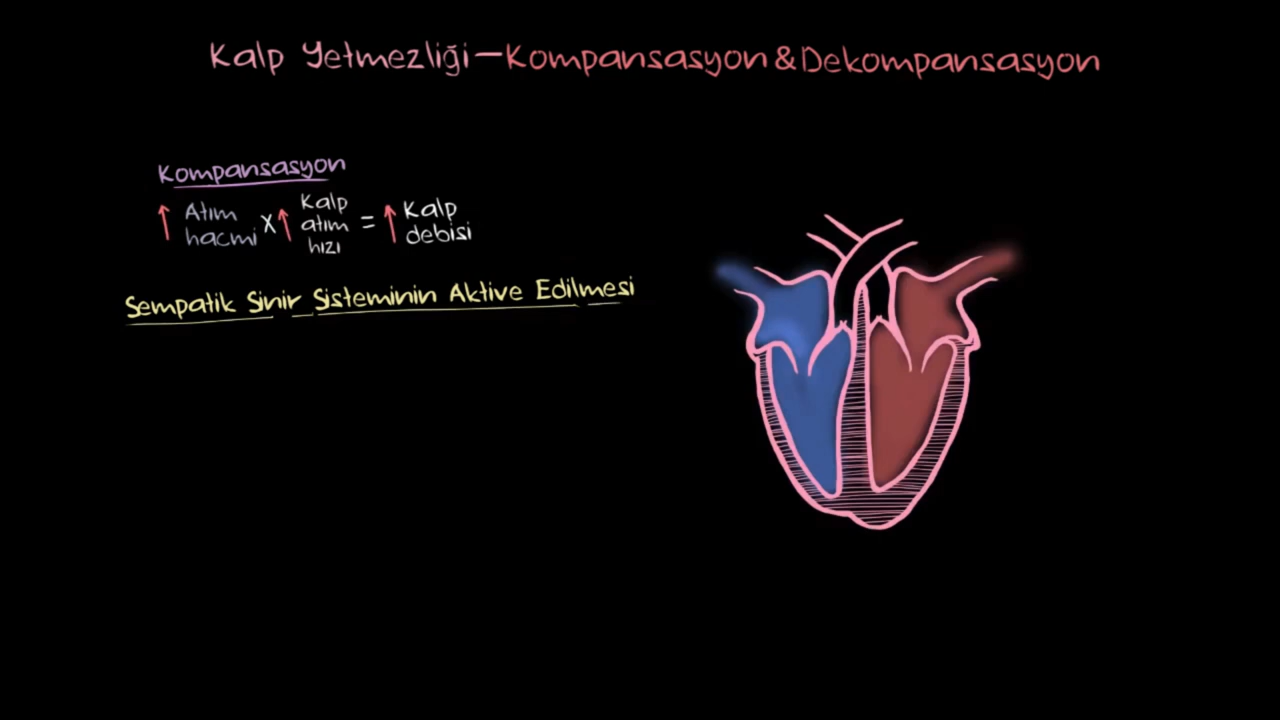 Kalp Yetmezliği—Kompansasyon & Dekompansasyon
Kompansasyon
↑ Atım hacmi x ↑ Kalp atım hızı = ↑ Kalp debisi
Sempatik Sinir Sisteminin Aktive Edilmesi